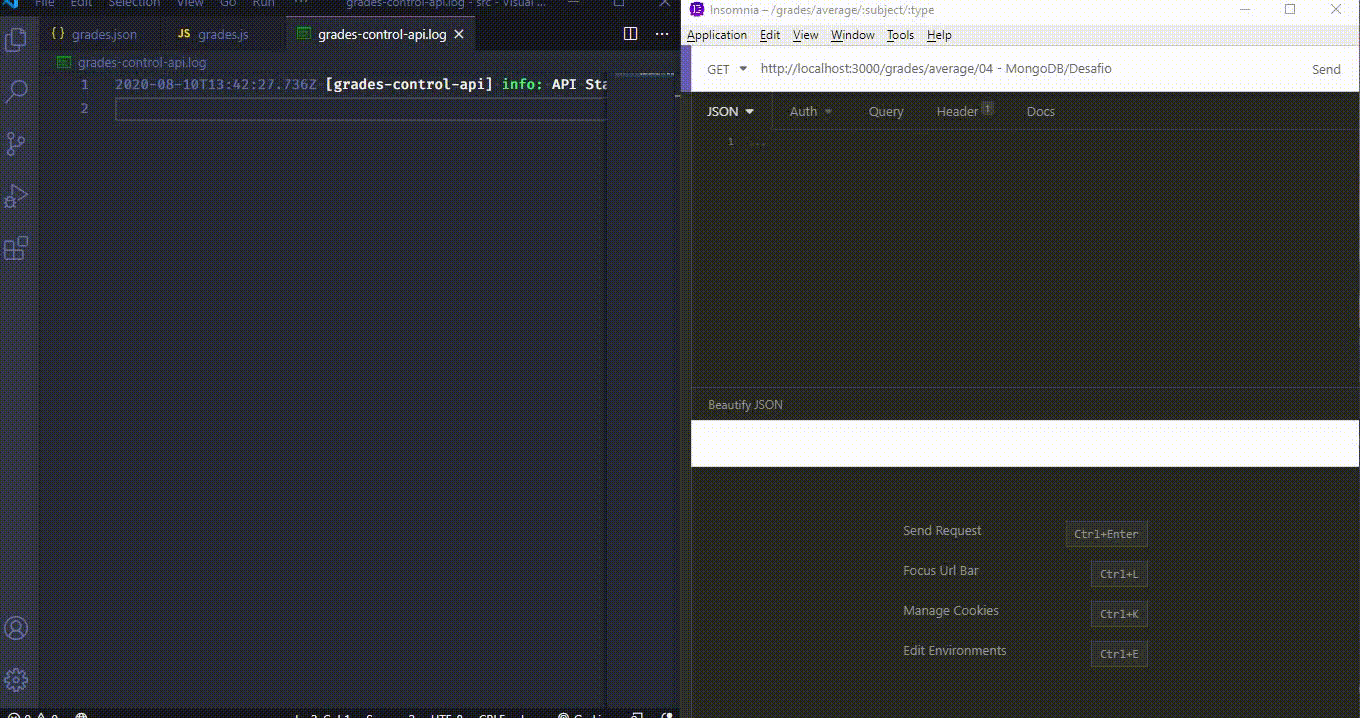 File Edit Selection View Go Run ··· grades-control-api.log - src - Visual ...
{} grades.json JS grades.js grades-control-api.log
grades-control-api.log
1 2020-08-10T13:42:27.736Z [grades-control-api] info: API Sta
2
Insomnia – /grades/average/:subject/:type
Application Edit View Window Tools Help
GET http://localhost:3000/grades/average/04 - MongoDB/Desafio Send
JSON Auth Query Header 1 Docs
1 ...
Beautify JSON
Send Request Ctrl+Enter
Focus Url Bar Ctrl+L
Manage Cookies Ctrl+K
Edit Environments Ctrl+E